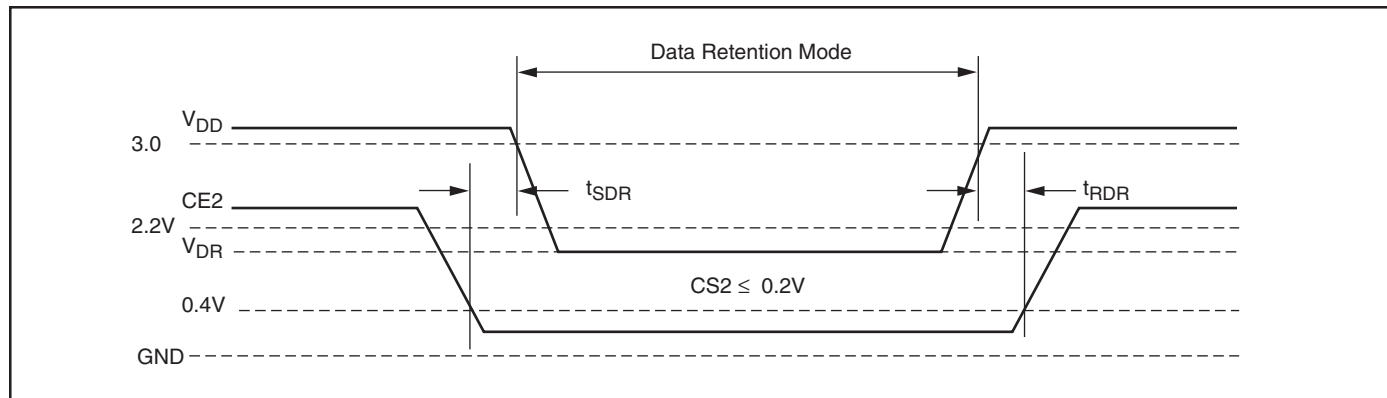 Data Retention Mode
VDD
3.0
tSDR
tRDR
CE2
2.2V
VDR
CS2 ≤ 0.2V
0.4V
GND